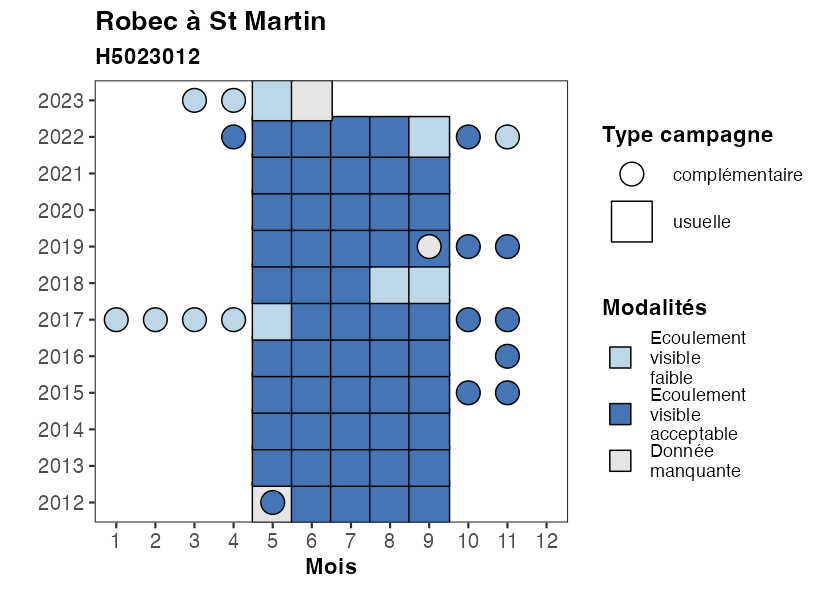 Robec à St Martin
H5023012
2023
2022
2021
2020
2019
2018
2017
2016
2015
2014
2013
2012
1 2 3 4 5 6 7 8 9 10 11 12
Mois
Type campagne
complémentaire
usuelle
Modalités
Ecoulement
visible
faible
Ecoulement
visible
acceptable
Donnée
manquante